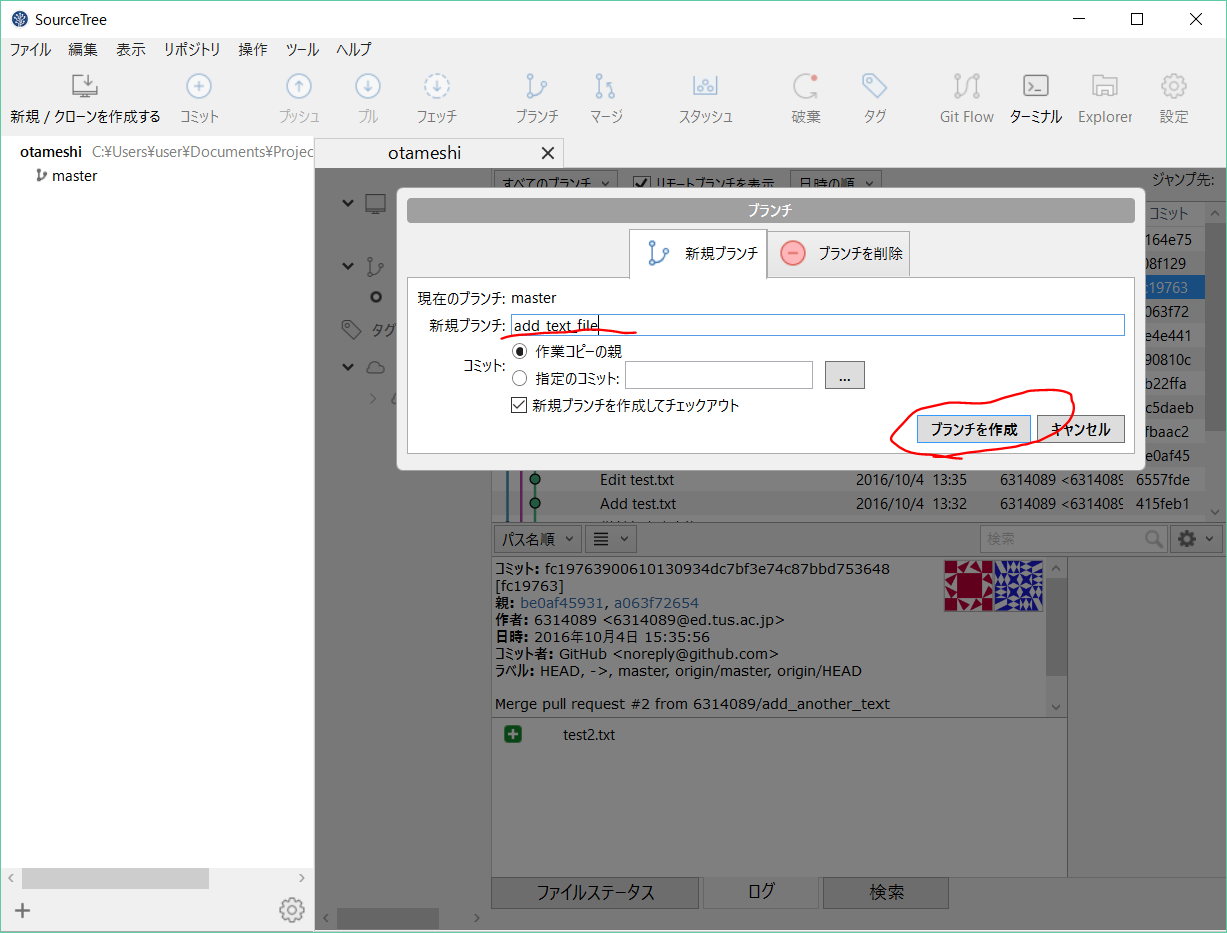 SourceTree
ファイル 編集 表示 リポジトリ 操作 ツール ヘルプ
新規 / クローンを作成する コミット プッシュ プル フェッチ ブランチ マージ スタッシュ 破棄 タグ Git Flow ターミナル Explorer 設定
otameshi C:¥Users¥user¥Documents¥Projec
master
otameshi
すべてのブランチ リモートブランチを表示 日時の順 ジャンプ先:
コミット
164e75
08f129
c19763
063f72
e4e441
90810c
b22ffa
c5daeb
fbaac2
e0af45
タグ
ブランチ
新規ブランチ ブランチを削除
現在のブランチ: master
新規ブランチ: add_text_file
コミット: 作業コピーの親
指定のコミット: ...
新規ブランチを作成してチェックアウト
ブランチを作成 キャンセル
Edit test.txt 2016/10/4 13:35 6314089 <6314089 6557fde
Add test.txt 2016/10/4 13:32 6314089 <6314089 415feb1
パス名順 検索
コミット: fc19763900610130934dc7bf3e74c87bbd753648
[fc19763]
親: be0af45931, a063f72654
作者: 6314089 <6314089@ed.tus.ac.jp>
日時: 2016年10月4日 15:35:56
コミット者: GitHub <noreply@github.com>
ラベル: HEAD, ->, master, origin/master, origin/HEAD
Merge pull request #2 from 6314089/add_another_text
test2.txt
ファイルステータス ログ 検索